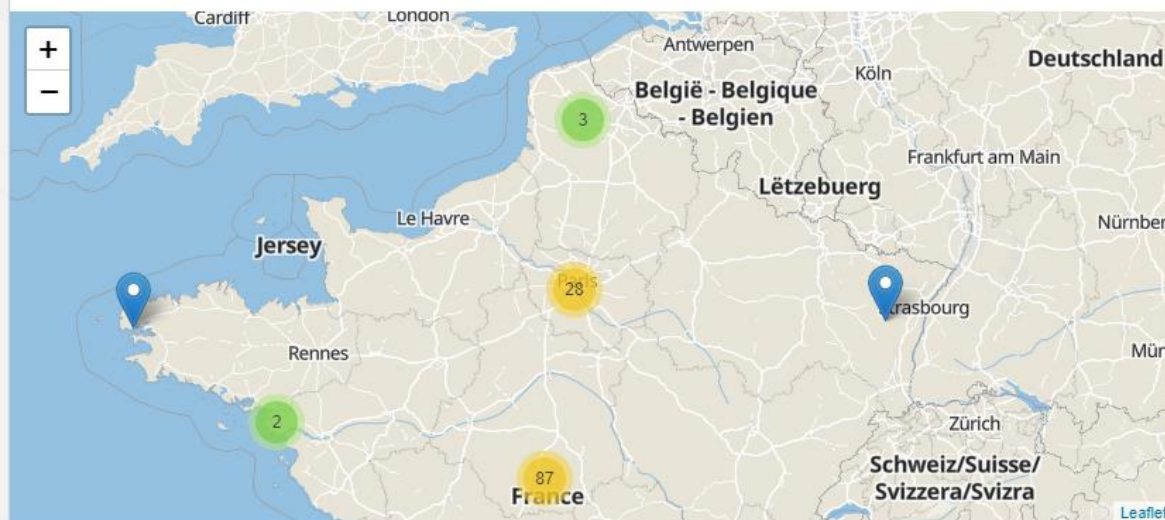 Cardiff
London
+
−
Antwerpen
Deutschland
Köln
België - Belgique
- Belgien
3
Frankfurt am Main
Lëtzebuerg
Le Havre
Nürnber
Jersey
Paris
28
Strasbourg
Rennes
Mün
2
Zürich
87
France
Schweiz/Suisse/
Svizzera/Svizra
Leaflet